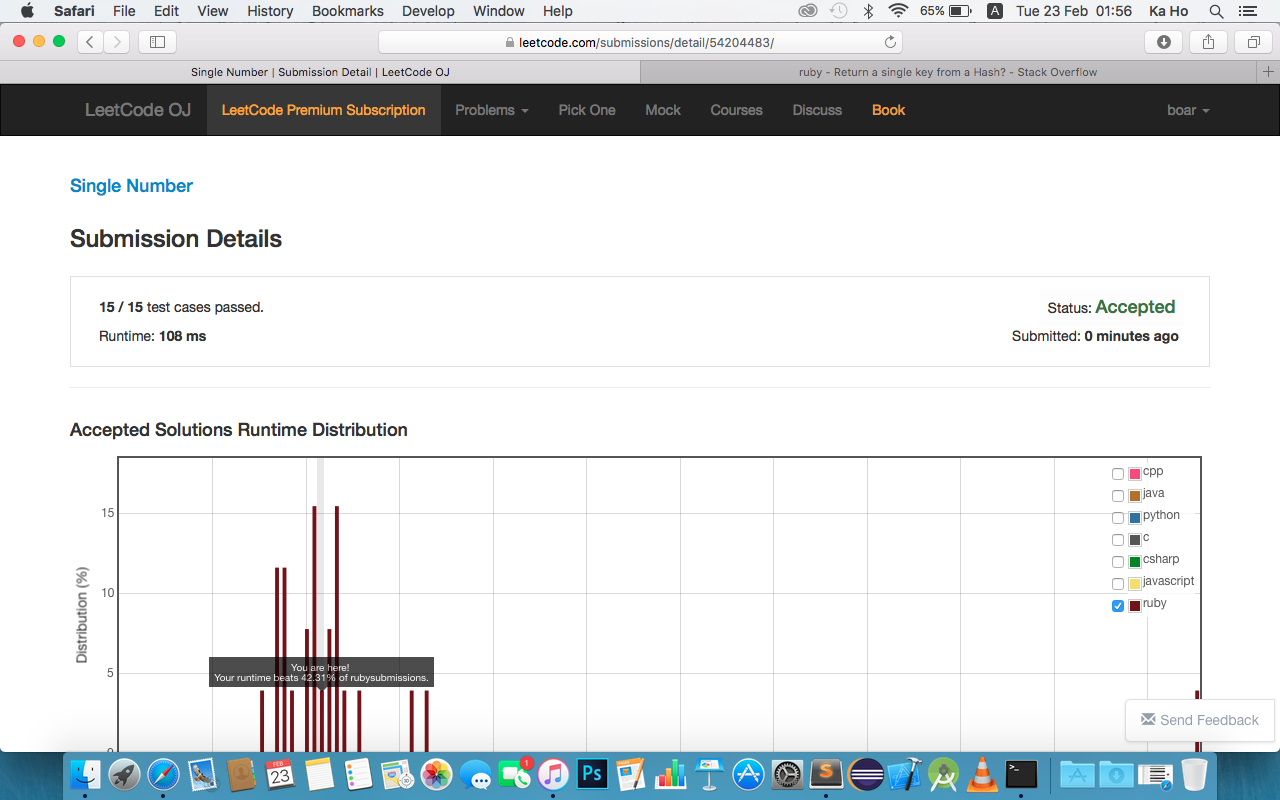 Safari File Edit View History Bookmarks Develop Window Help 65% A Tue 23 Feb 01:56 Ka Ho
leetcode.com/submissions/detail/54204483/
Single Number | Submission Detail | LeetCode OJ ruby - Return a single key from a Hash? - Stack Overflow
LeetCode OJ LeetCode Premium Subscription Problems Pick One Mock Courses Discuss Book boar
Single Number
Submission Details
15 / 15 test cases passed. Status: Accepted
Runtime: 108 ms Submitted: 0 minutes ago
Accepted Solutions Runtime Distribution
cpp
java
python
c
csharp
javascript
ruby
15
10
5
0
Distribution (%)
You are here!
Your runtime beats 42.31% of rubysubmissions.
Send Feedback
FEB
23
1
Ps
S
>_